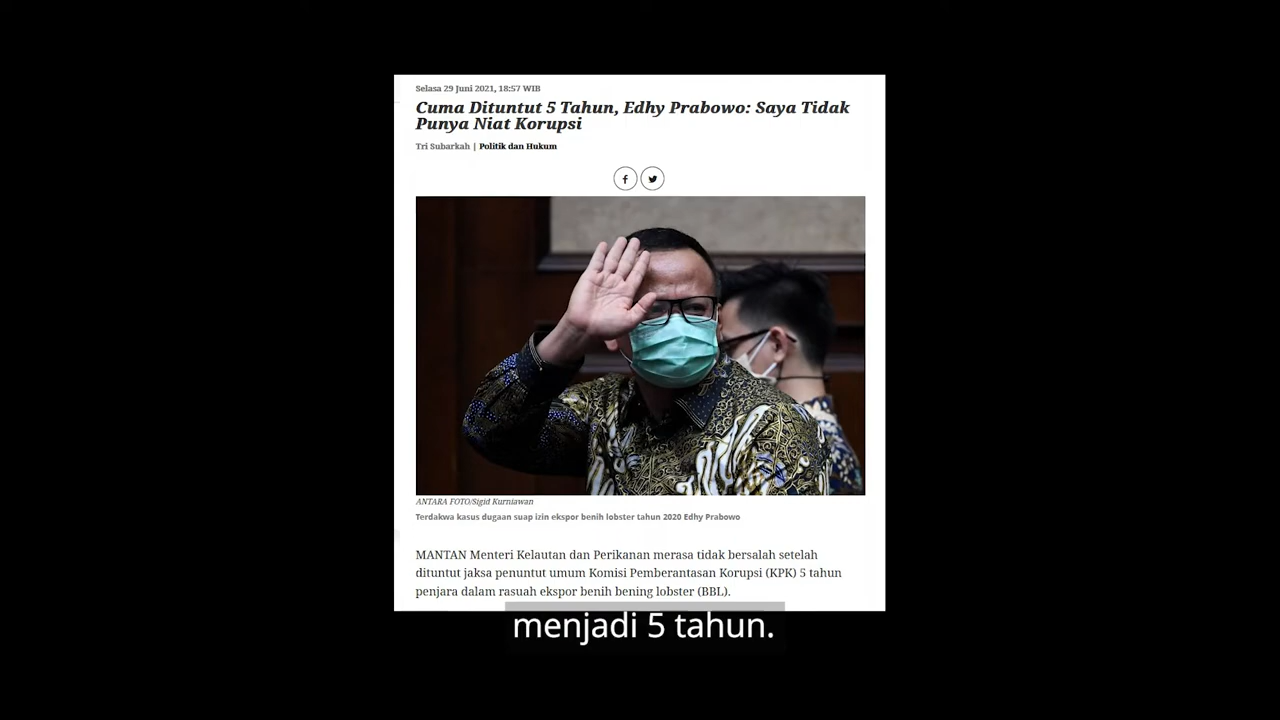 Selasa 29 Juni 2021, 18:57 WIB
Cuma Dituntut 5 Tahun, Edhy Prabowo: Saya Tidak
Punya Niat Korupsi
Tri Subarkah | Politik dan Hukum
ANTARA FOTO/Sigid Kurniawan
Terdakwa kasus dugaan suap izin ekspor benih lobster tahun 2020 Edhy Prabowo
MANTAN Menteri Kelautan dan Perikanan merasa tidak bersalah setelah
dituntut jaksa penuntut umum Komisi Pemberantasan Korupsi (KPK) 5 tahun
penjara dalam rasuah ekspor benih bening lobster (BBL).
menjadi 5 tahun.